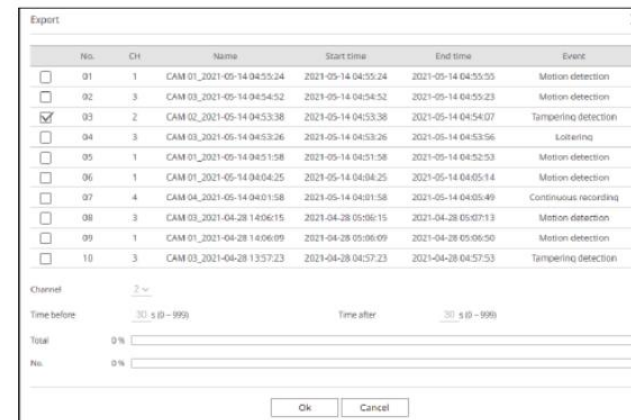 Export
No. CH Name Start time End time Event
01 1 CAM 01_2021-05-14 04:55:24 2021-05-14 04:55:24 2021-05-14 04:55:55 Motion detection
02 3 CAM 03_2021-05-14 04:54:52 2021-05-14 04:54:52 2021-05-14 04:55:23 Motion detection
03 2 CAM 02_2021-05-14 04:53:38 2021-05-14 04:53:38 2021-05-14 04:54:07 Tampering detection
04 3 CAM 03_2021-05-14 04:53:26 2021-05-14 04:53:26 2021-05-14 04:53:56 Loitering
05 1 CAM 01_2021-05-14 04:51:58 2021-05-14 04:51:58 2021-05-14 04:52:53 Motion detection
06 1 CAM 01_2021-05-14 04:04:25 2021-05-14 04:04:25 2021-05-14 04:05:14 Motion detection
07 4 CAM 04_2021-05-14 04:01:58 2021-05-14 04:01:58 2021-05-14 04:05:49 Continuous recording
08 3 CAM 03_2021-04-28 14:06:15 2021-04-28 05:06:15 2021-04-28 05:07:13 Motion detection
09 1 CAM 01_2021-04-28 14:06:09 2021-04-28 05:06:09 2021-04-28 05:06:50 Motion detection
10 3 CAM 03_2021-04-28 13:57:23 2021-04-28 04:57:23 2021-04-28 04:57:53 Tampering detection
Channel 2
Time before 30 s (0 ~ 999) Time after 30 s (0 ~ 999)
Total 0 %
No. 0 %
Ok Cancel